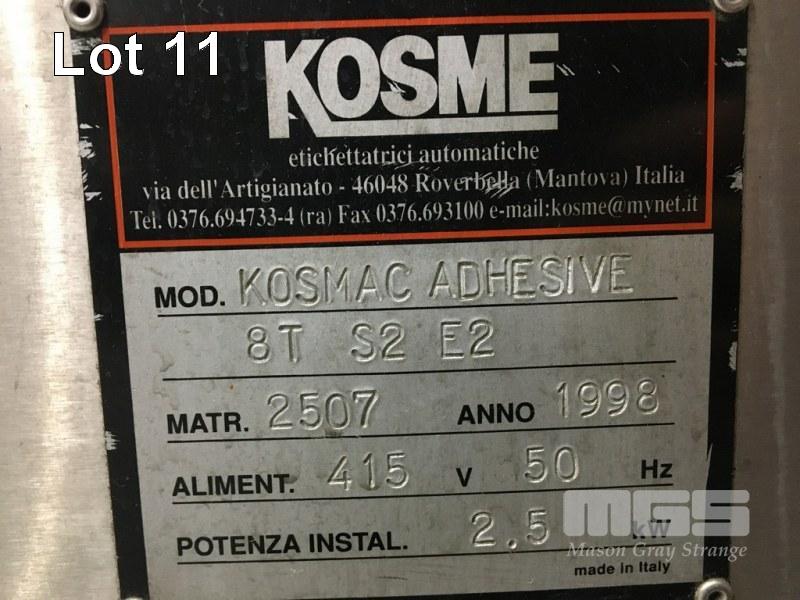 Lot 11
KOSME
etichettatrici automatiche
via dell'Artigianato - 46048 Roverbella (Mantova) Italia
Tel. 0376.694733-4 (ra) Fax 0376.693100 e-mail:kosme@mynet.it
MOD. KOSMAC ADHESIVE
8T S2 E2
MATR. 2507 ANNO 1998
ALIMENT. 415 V 50 Hz
POTENZA INSTAL. 2.5 kW
MGS
Mason Gray Strange
made in Italy